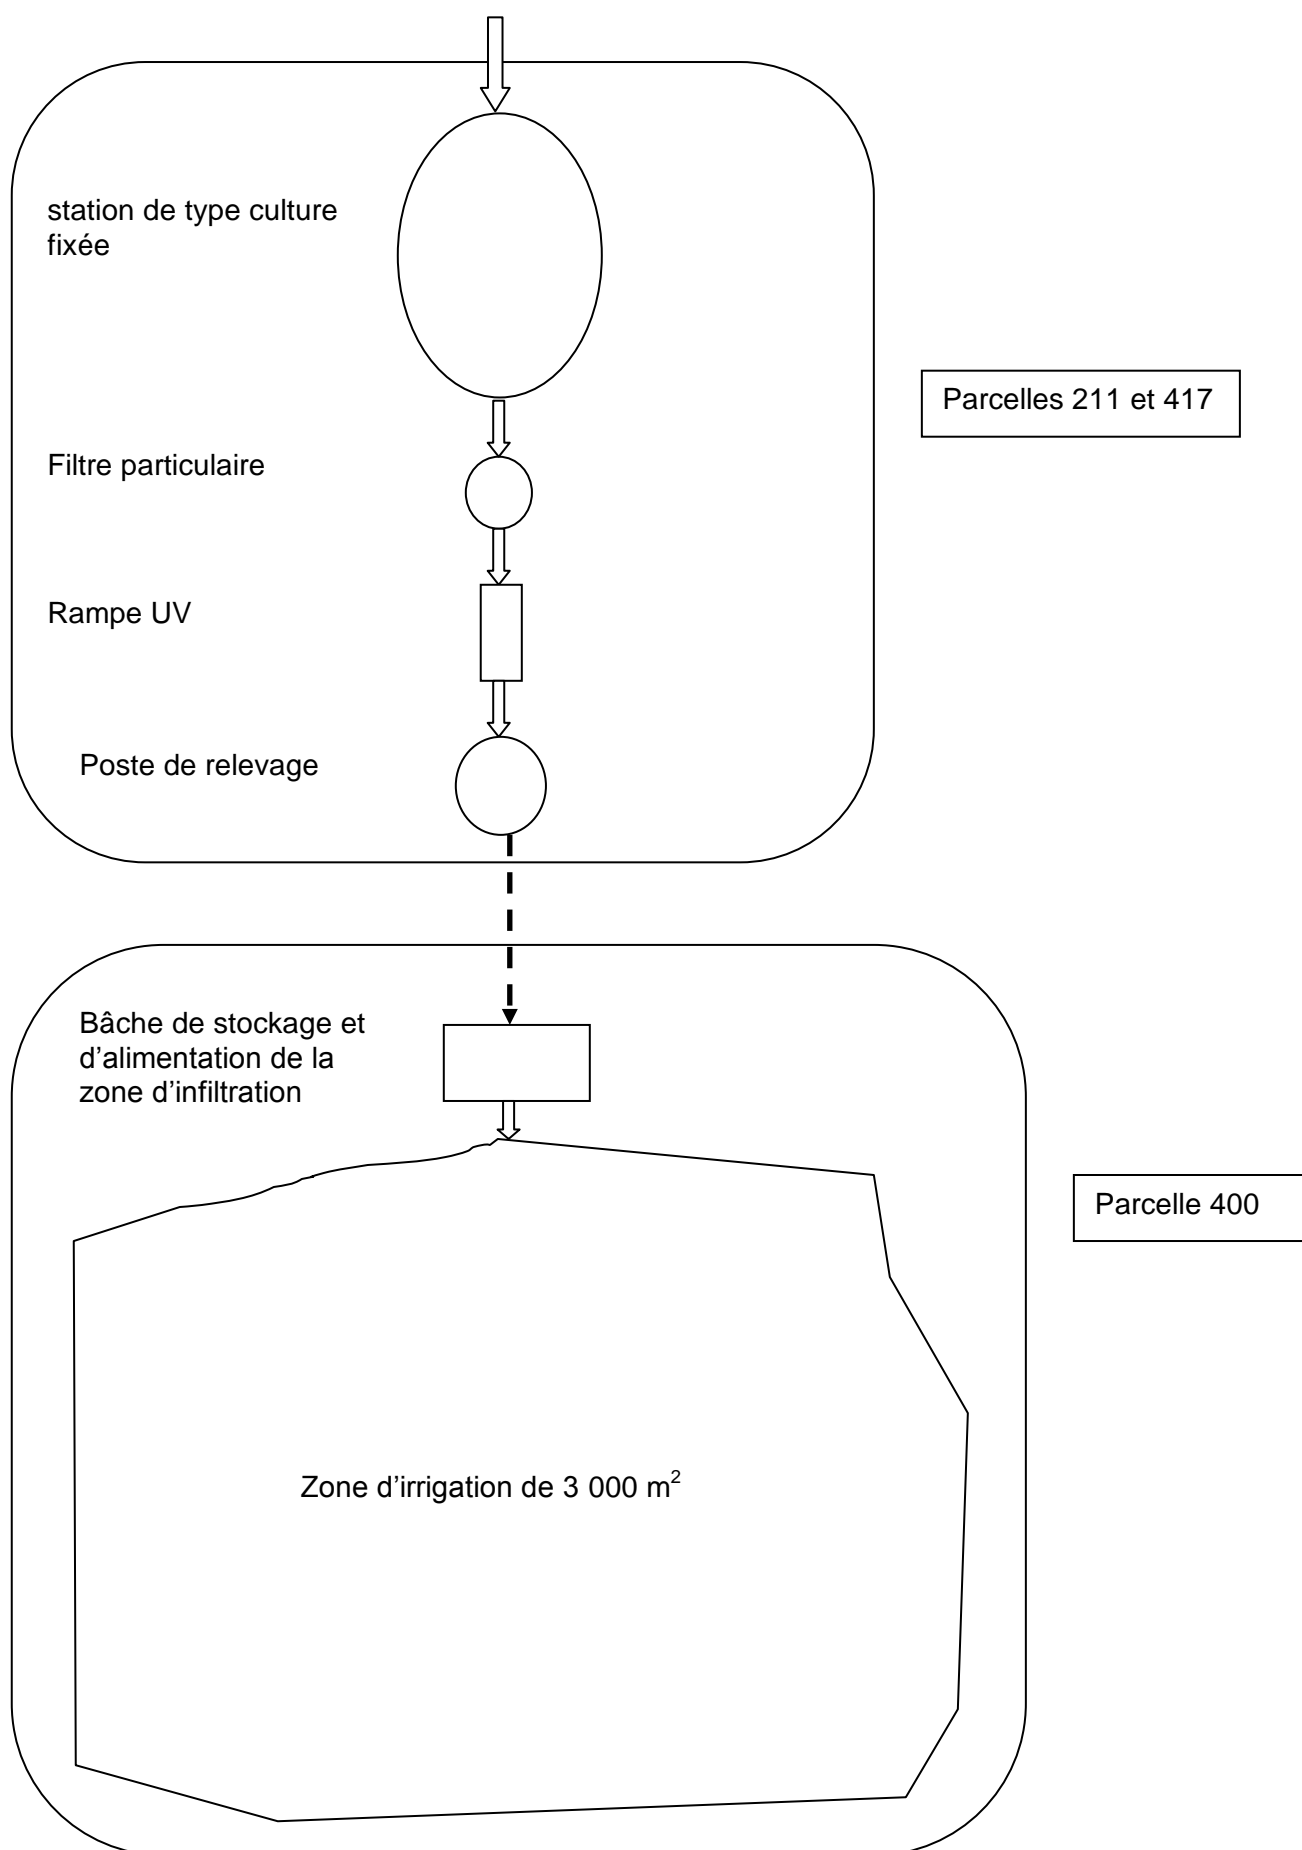 station de type culture
fixée
Parcelles 211 et 417
Filtre particulaire
Rampe UV
Poste de relevage
Bâche de stockage et
d’alimentation de la
zone d’infiltration
Parcelle 400
Zone d’irrigation de 3 000 m²